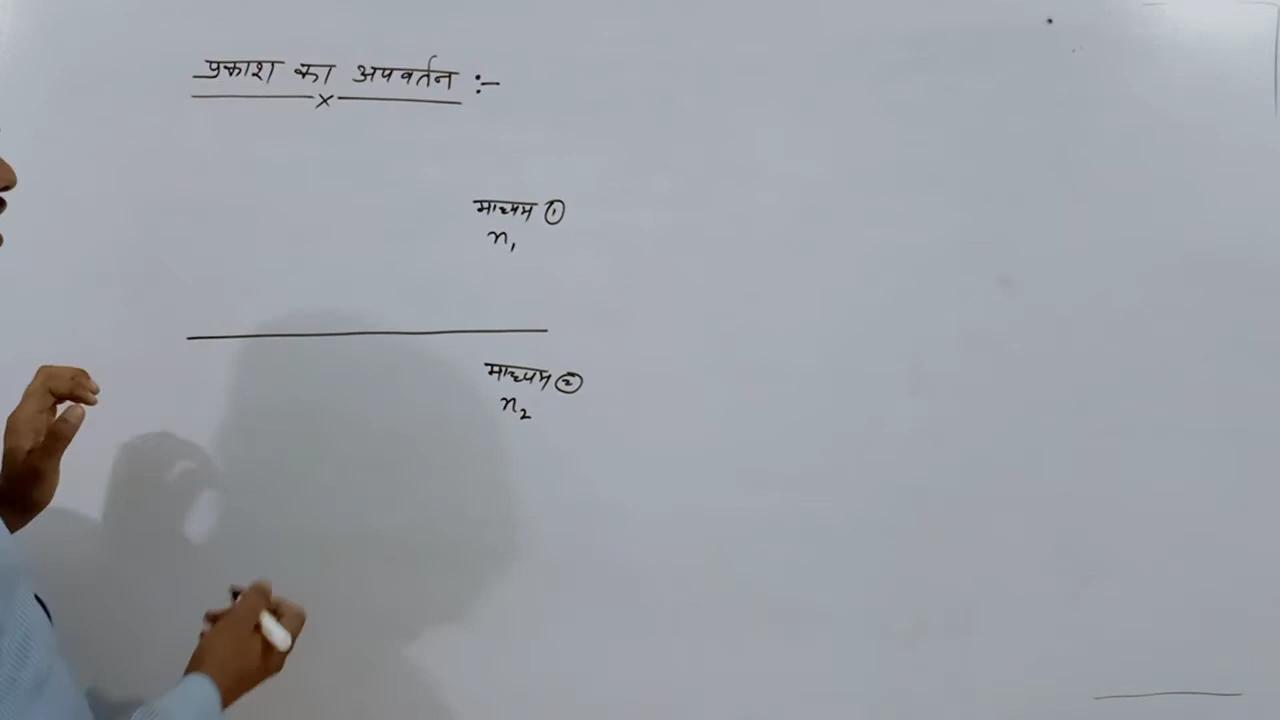 प्रकाश का अपवर्तन :-
माध्यम ①
n₁
माध्यम ②
n₂